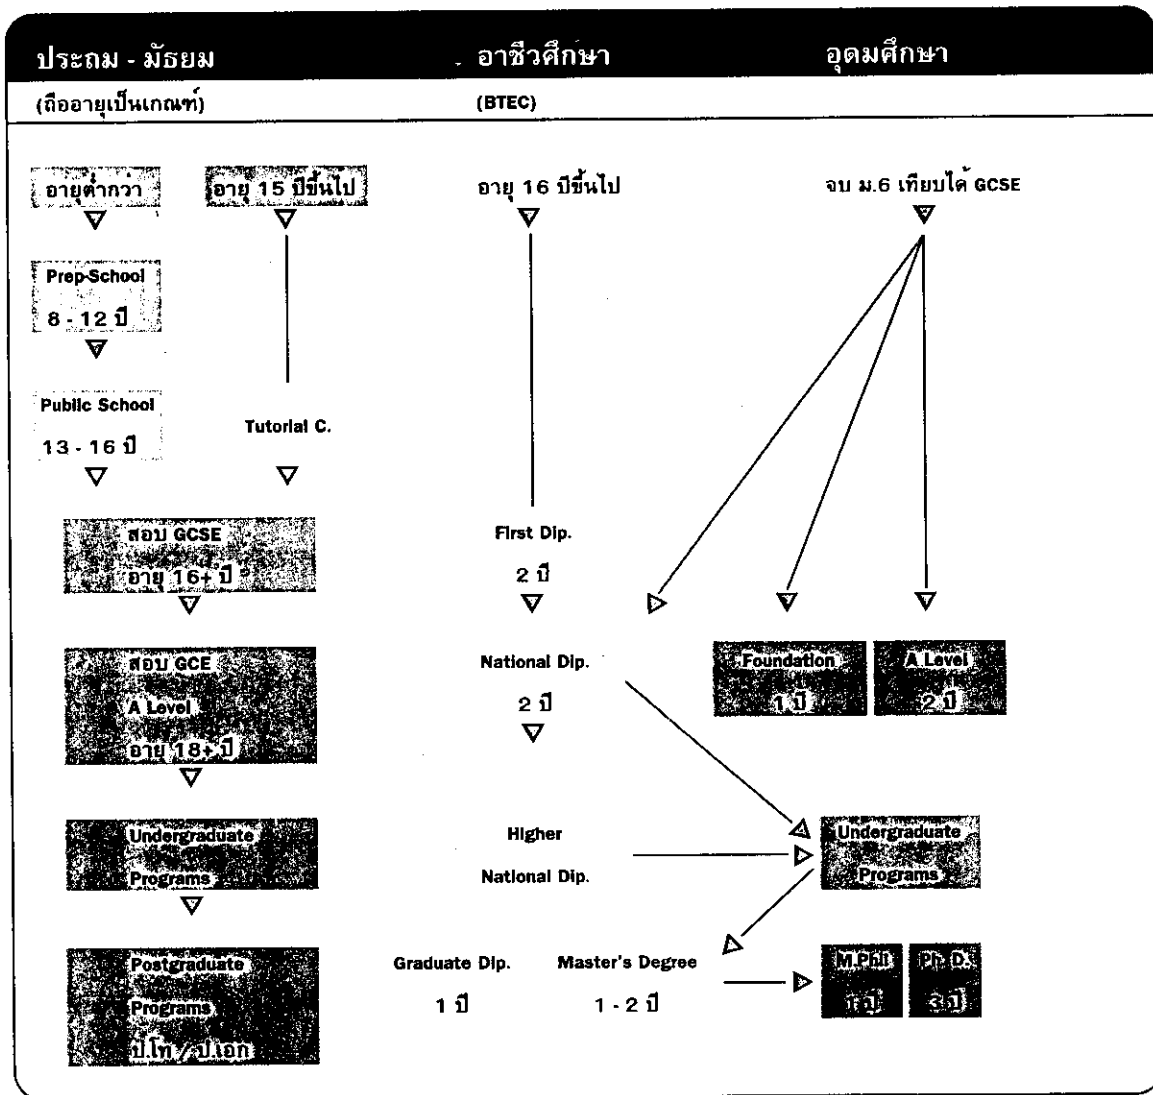 ประถม - มัธยม
อาชีวศึกษา
อุดมศึกษา
(ถืออายุเป็นเกณฑ์)
(BTEC)
อายุต่ำกว่า
อายุ 15 ปีขึ้นไป
อายุ 16 ปีขึ้นไป
จบ ม.6 เทียบได้ GCSE
Prep-School
8 - 12 ปี
Public School
13 - 16 ปี
Tutorial C.
สอบ GCSE
อายุ 16+ ปี
First Dip.
2 ปี
สอบ GCE
A Level
อายุ 18+ ปี
National Dip.
2 ปี
Foundation
1 ปี
A Level
2 ปี
Undergraduate
Programs
Higher
National Dip.
Undergraduate
Programs
Postgraduate
Programs
ป.โท / ป.เอก
Graduate Dip.
1 ปี
Master's Degree
1 - 2 ปี
M.Phil
1 ปี
Ph. D.
3 ปี